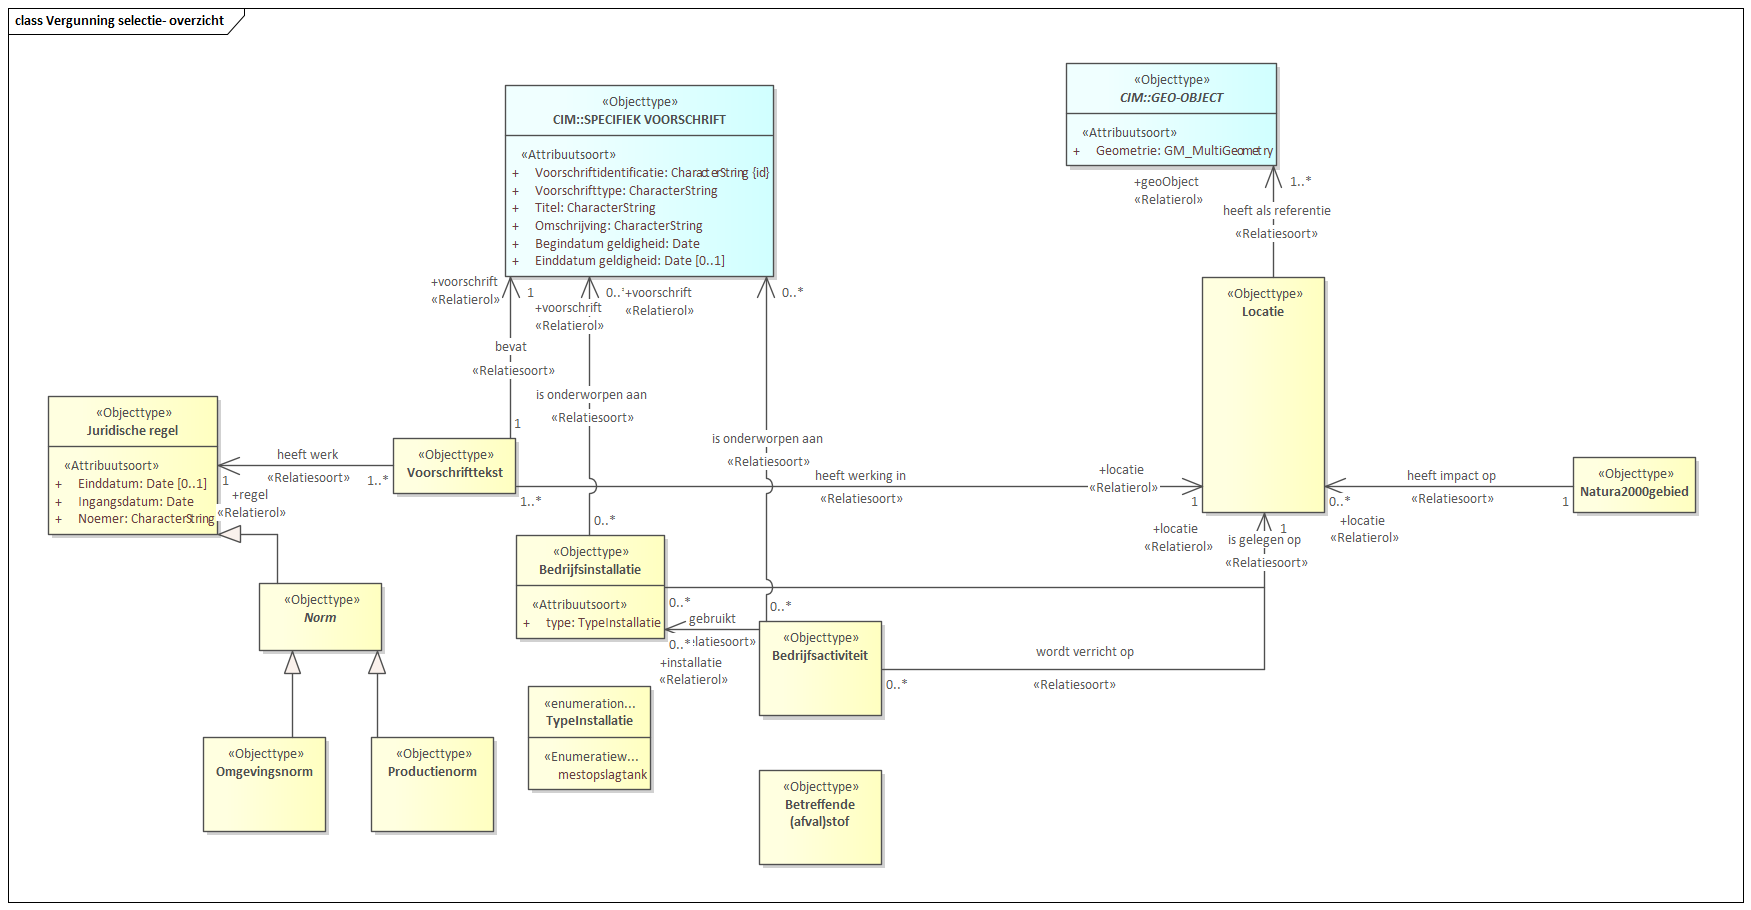 class Vergunning selectie- overzicht
«Objecttype»
CIM::SPECIFIEK VOORSCHRIFT
«Attribuutsoort»
+ Voorschriftidentificatie: CharacterString {id}
+ Voorschrifttype: CharacterString
+ Titel: CharacterString
+ Omschrijving: CharacterString
+ Begindatum geldigheid: Date
+ Einddatum geldigheid: Date [0..1]
«Objecttype»
CIM::GEO-OBJECT
«Attribuutsoort»
+ Geometrie: GM_MultiGeometry
+geoObject
«Relatierol»
1..*
heeft als referentie
«Relatiesoort»
«Objecttype»
Locatie
+voorschrift
«Relatierol»
1
+voorschrift
«Relatierol»
0..*
+voorschrift
«Relatierol»
0..*
bevat
«Relatiesoort»
1
is onderworpen aan
«Relatiesoort»
0..*
is onderworpen aan
«Relatiesoort»
0..*
«Objecttype»
Juridische regel
«Attribuutsoort»
+ Einddatum: Date [0..1]
+ Ingangsdatum: Date
+ Noemer: CharacterString
heeft werk
«Relatiesoort»
1
1..*
+regel
«Relatierol»
«Objecttype»
Voorschrifttekst
1..*
heeft werking in
«Relatiesoort»
+locatie
«Relatierol»
1
heeft impact op
«Relatiesoort»
0..*
1
+locatie
«Relatierol»
«Objecttype»
Natura2000gebied
+locatie
«Relatierol»
1
is gelegen op
«Relatiesoort»
«Objecttype»
Bedrijfsinstallatie
«Attribuutsoort»
+ type: TypeInstallatie
0..*
gebruikt
latiesoort»
0..*
+installatie
«Relatierol»
«Objecttype»
Bedrijfsactiviteit
0..*
wordt verricht op
«Relatiesoort»
«Objecttype»
Norm
«Objecttype»
Omgevingsnorm
«Objecttype»
Productienorm
«enumeration...
TypeInstallatie
«Enumeratiew...
mestopslagtank
«Objecttype»
Betreffende
(afval)stof